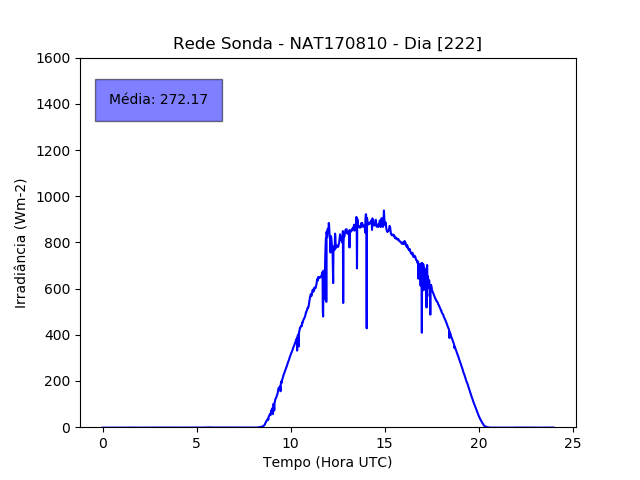 Rede Sonda - NAT170810 - Dia [222]
1600
1400
1200
1000
800
600
400
200
0
Média: 272.17
Irradiância (Wm-2)
0 5 10 15 20 25
Tempo (Hora UTC)